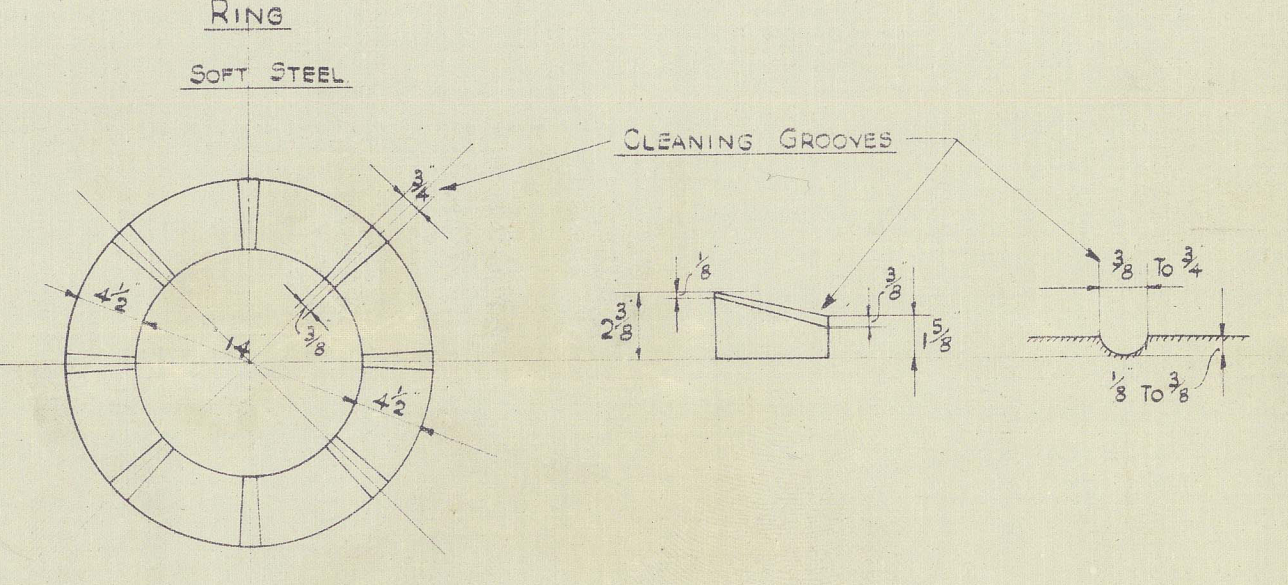 RING
SOFT STEEL.
CLEANING GROOVES
3/4"
4 1/2"
14"
3/8"
4 1/2"
1/8"
2 3/8"
3/8"
1 5/8"
3/8" TO 3/4"
1/8" TO 3/8"